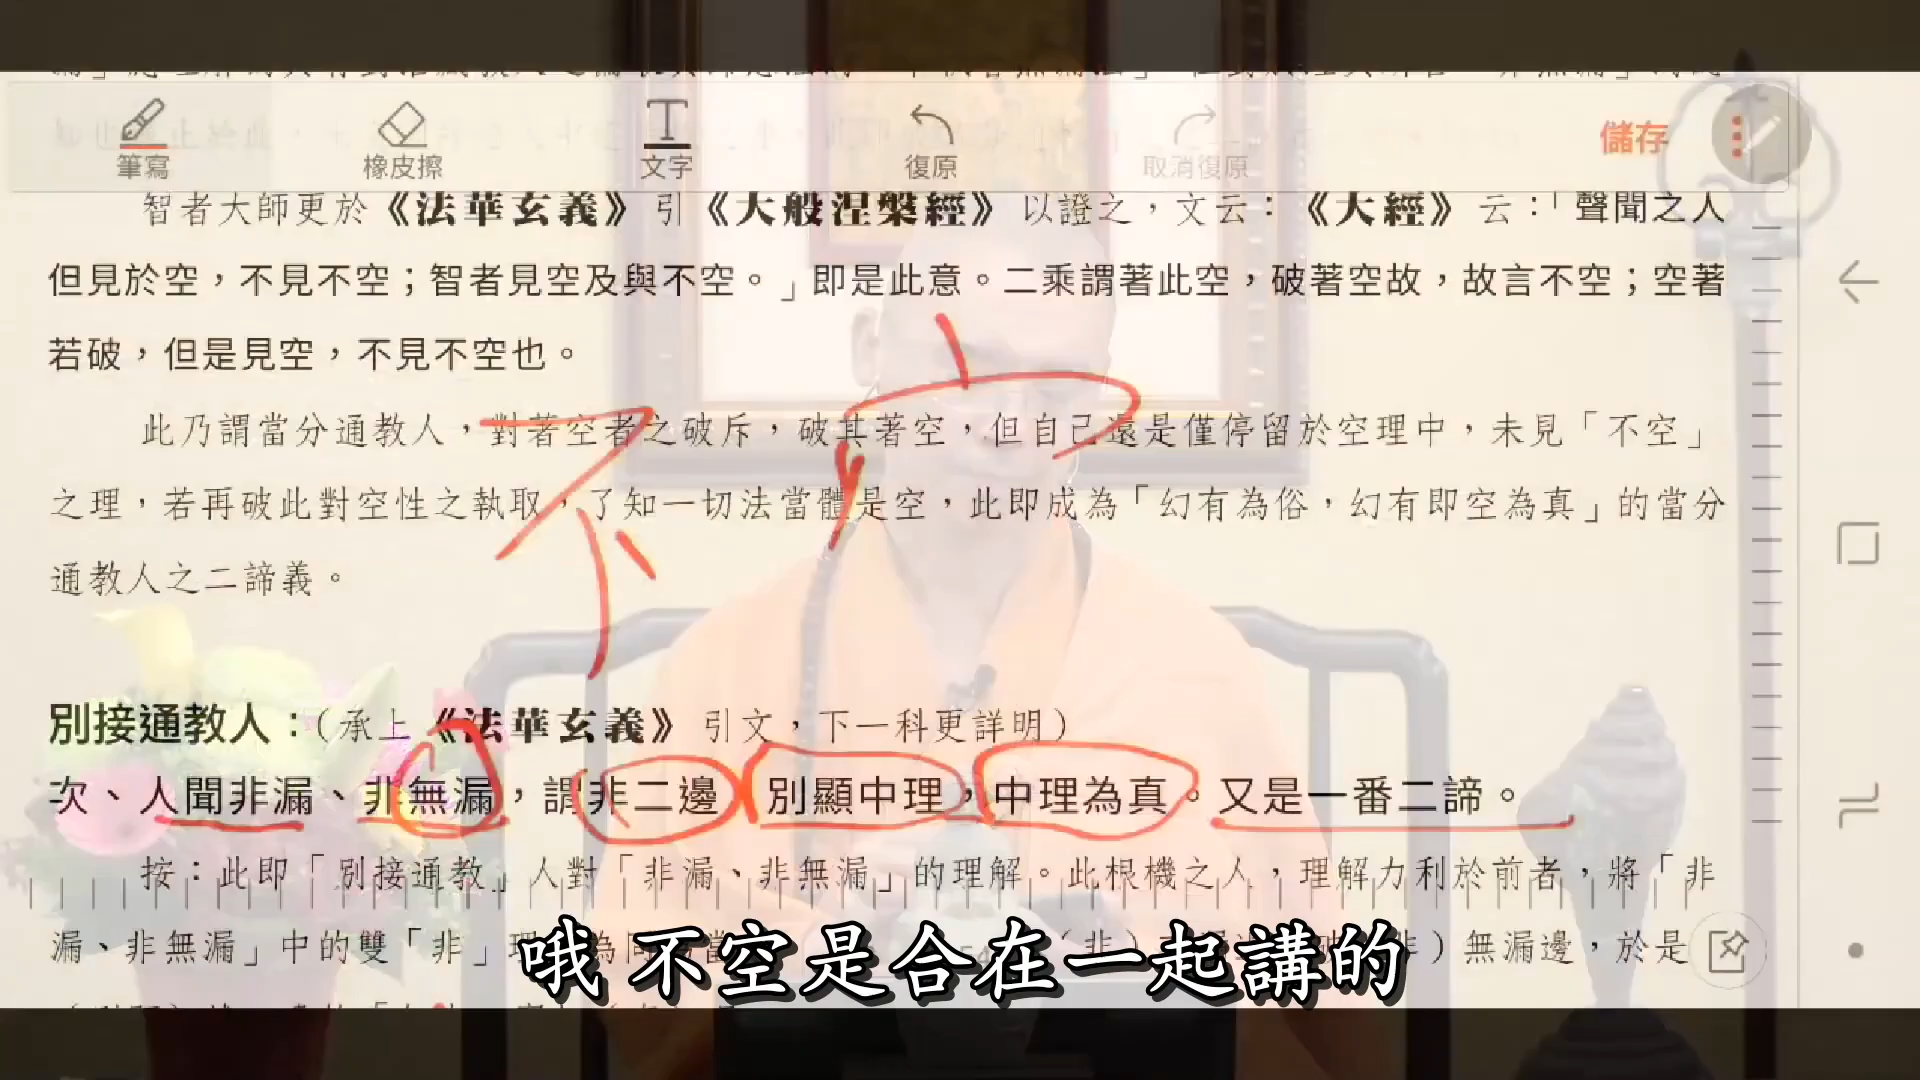 筆寫 橡皮擦 文字 復原 取消復原 儲存
智者大師更於《法華玄義》引《大般涅槃經》以證之，文云：《大經》云：「聲聞之人
但見於空，不見不空；智者見空及與不空。」即是此意。二乘謂著此空，破著空故，故言不空；空著
若破，但是見空，不見不空也。
此乃謂當分通教人，對著空者之破斥，破其著空，但自己還是僅停留於空理中，未見「不空」
之理，若再破此對空性之執取，了知一切法當體是空，此即成為「幻有為俗，幻有即空為真」的當分
通教人之二諦義。
不
別接通教人：（承上《法華玄義》引文，下一科更詳明）
次、人聞非漏、非無漏，謂非二邊，別顯中理，中理為真。又是一番二諦。
按：此即「別接通教」人對「非漏、非無漏」的理解。此根機之人，理解力利於前者，將「非
漏、非無漏」中的雙「非」理 為同 無漏邊，於是
哦 不空是合在一起講的